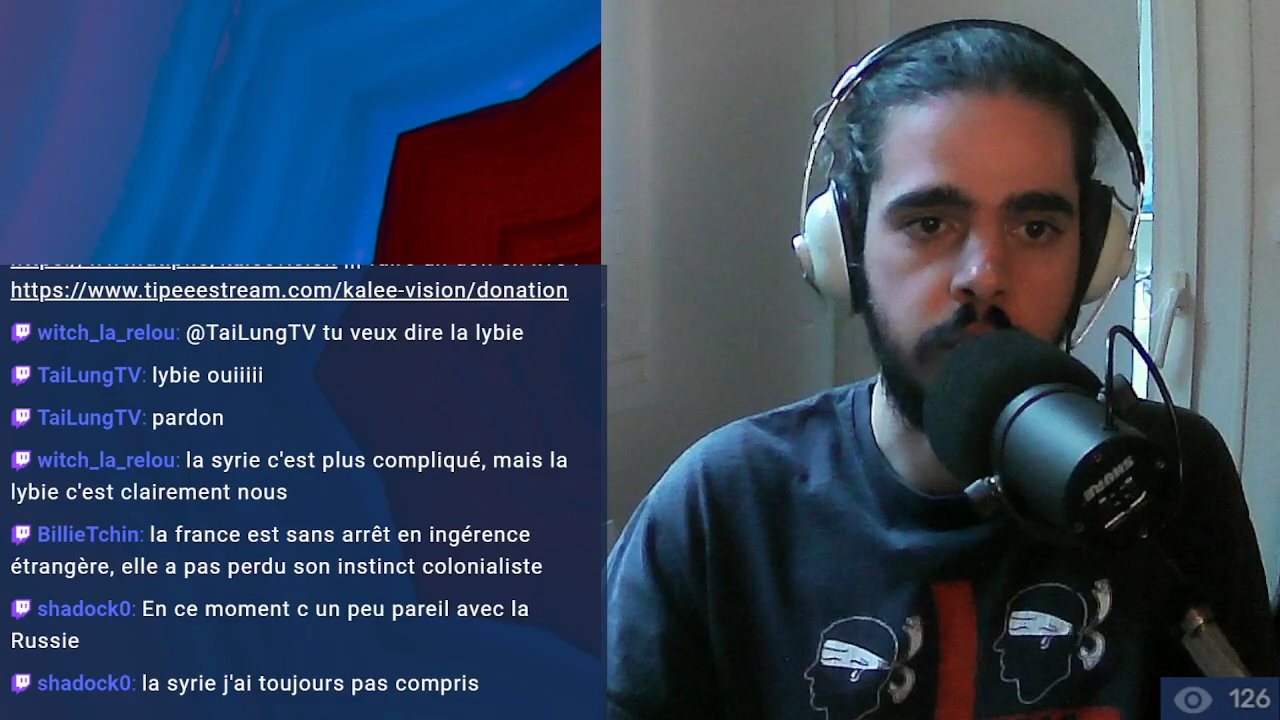 https://www.tipeeestream.com/kalee-vision/donation
witch_la_relou: @TaiLungTV tu veux dire la lybie
TaiLungTV: lybie ouiiiii
TaiLungTV: pardon
witch_la_relou: la syrie c'est plus compliqué, mais la
lybie c'est clairement nous
BillieTchin: la france est sans arrêt en ingérence
étrangère, elle a pas perdu son instinct colonialiste
shadock0: En ce moment c un peu pareil avec la
Russie
shadock0: la syrie j'ai toujours pas compris
SHURE
126